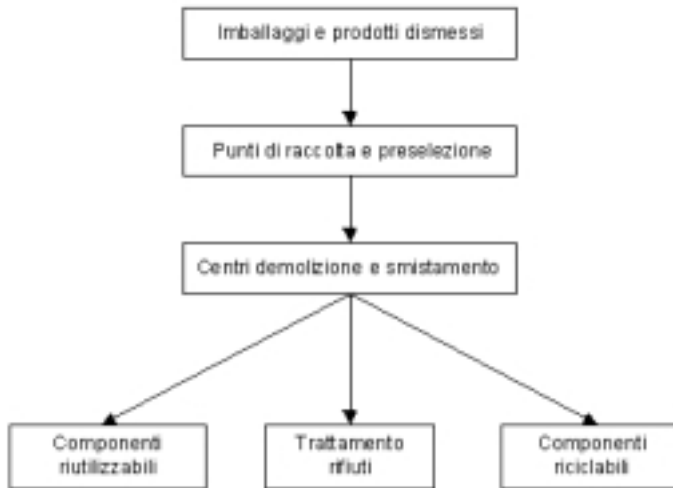 Imballaggi e prodotti dismessi
Punti di raccolta e preselezione
Centri demolizione e smistamento
Componenti
riutilizzabili
Trattamento
rifiuti
Componenti
riciclabili